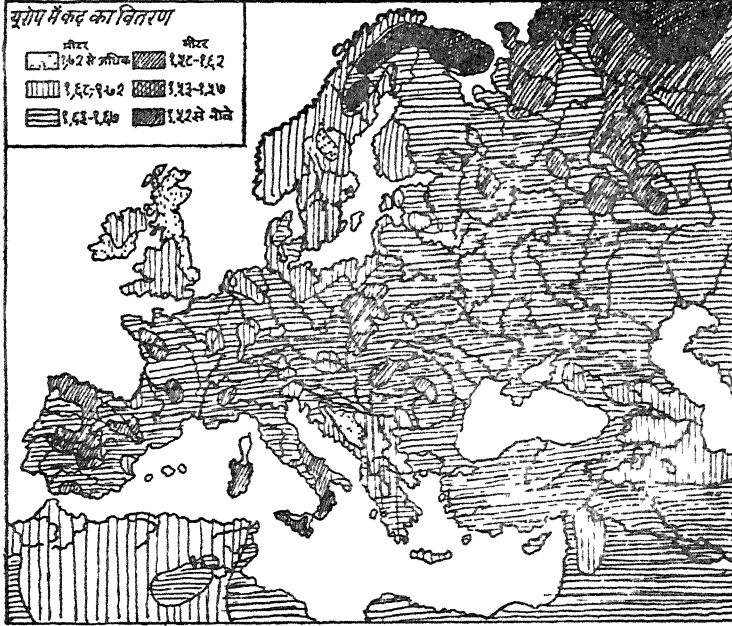 यूरोप में कद का वितरण
मीटर मीटर
१.७२ से अधिक १.५८-१.६२
१.६८-१.७२ १.५३-१.५७
१.६३-१.६७ १.५२ से नीचे